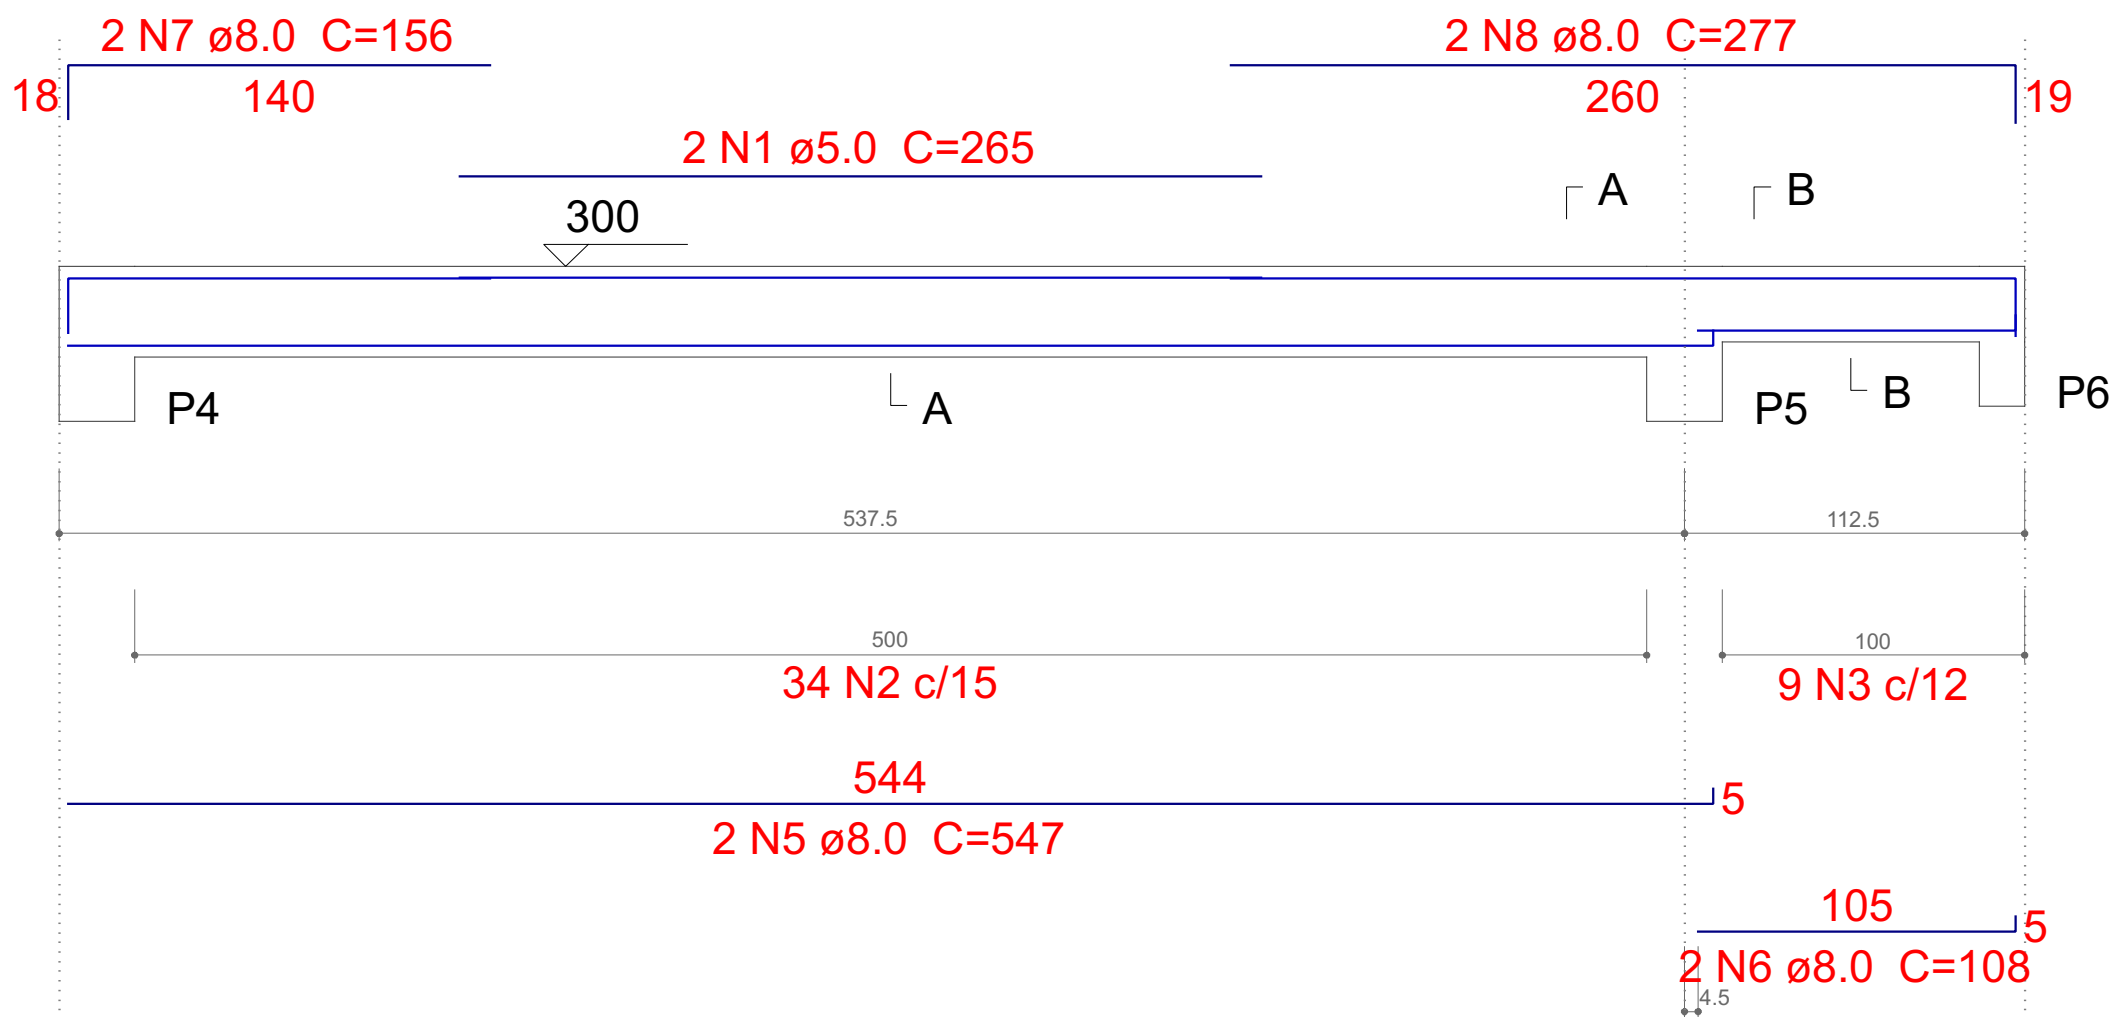 2 N7 ø8.0 C=156
2 N8 ø8.0 C=277
18
140
260
19
2 N1 ø5.0 C=265
A
B
300
P4
A
P5
B
P6
537.5
112.5
500
100
34 N2 c/15
9 N3 c/12
544
5
2 N5 ø8.0 C=547
105
5
2 N6 ø8.0 C=108
4.5